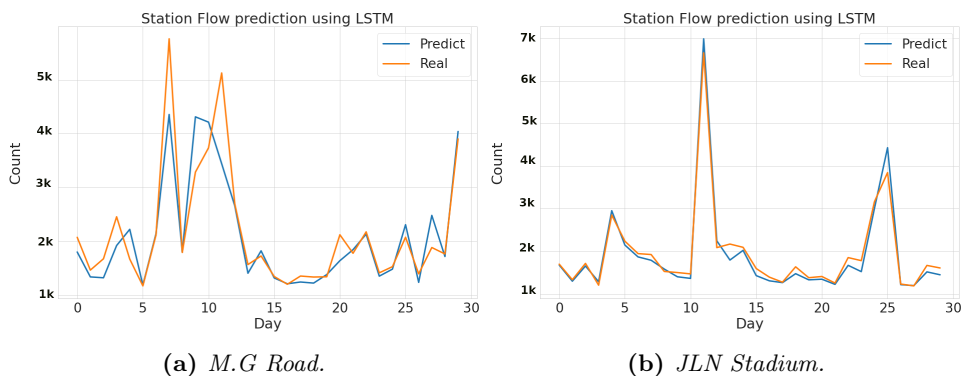 Station Flow prediction using LSTM
Predict
Real
5k
4k
3k
2k
1k
Count
0 5 10 15 20 25 30
Day
(a) M.G Road.
Station Flow prediction using LSTM
Predict
Real
7k
6k
5k
4k
3k
2k
1k
Count
0 5 10 15 20 25 30
Day
(b) JLN Stadium.